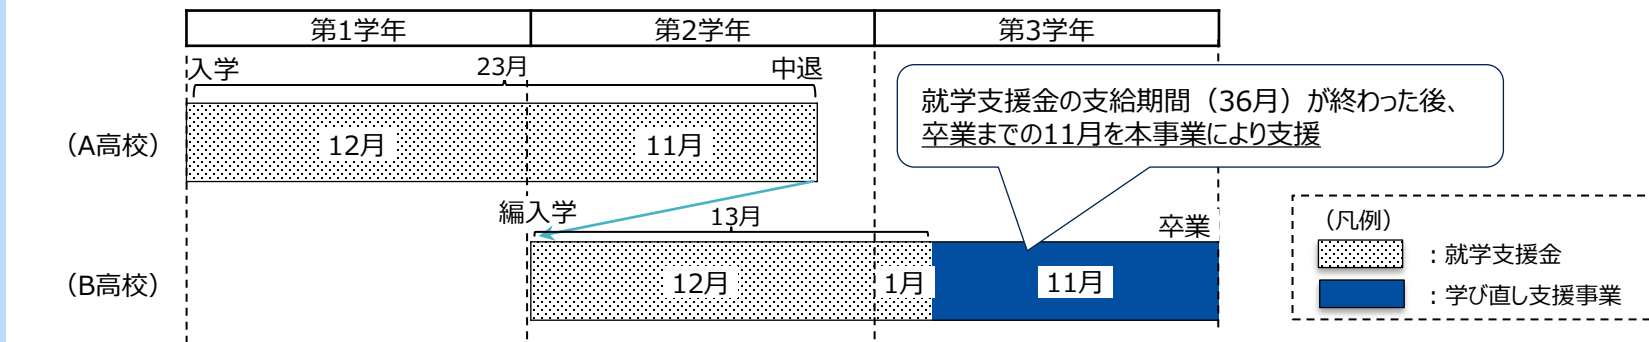 第1学年
第2学年
第3学年
入学
23月
中退
就学支援金の支給期間（36月）が終わった後、
卒業までの11月を本事業により支援
（A高校）
12月
11月
編入学
13月
卒業
（B高校）
12月
1月
11月
（凡例）
：就学支援金
：学び直し支援事業